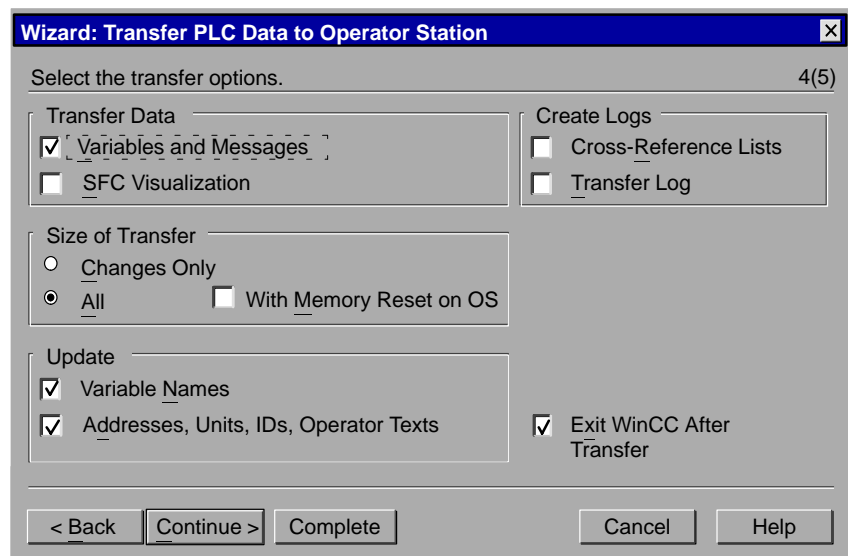 Wizard: Transfer PLC Data to Operator Station
Select the transfer options. 4(5)
Transfer Data
Variables and Messages
SFC Visualization
Create Logs
Cross-Reference Lists
Transfer Log
Size of Transfer
Changes Only
All With Memory Reset on OS
Update
Variable Names
Addresses, Units, IDs, Operator Texts
Exit WinCC After
Transfer
< Back Continue > Complete Cancel Help